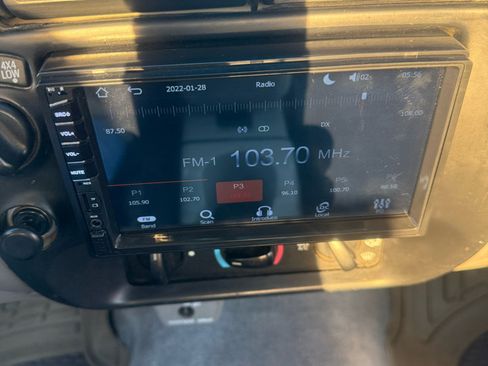 4X4
LOW
2022-01-28 Radio 02 05:56
BRD
VOL+
VOL-
MUTE
87.50 108.00
DX
FM-1 103.70 MHz
P1 P2 P3 P4 P5
105.90 102.70 96.10 100.70
FM
Band Scan Introduce Local